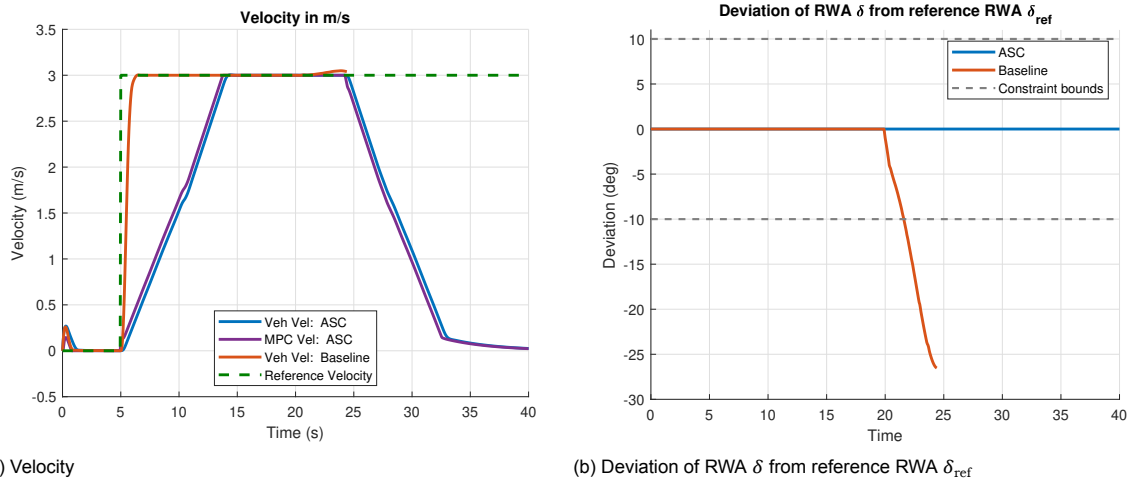 Velocity in m/s
3.5
3
2.5
2
1.5
1
0.5
0
-0.5
Velocity (m/s)
0 5 10 15 20 25 30 35 40
Time (s)
Veh Vel: ASC
MPC Vel: ASC
Veh Vel: Baseline
Reference Velocity
) Velocity
Deviation of RWA δ from reference RWA δref
10
5
0
-5
-10
-15
-20
-25
-30
Deviation (deg)
0 5 10 15 20 25 30 35 40
Time
ASC
Baseline
Constraint bounds
(b) Deviation of RWA δ from reference RWA δref